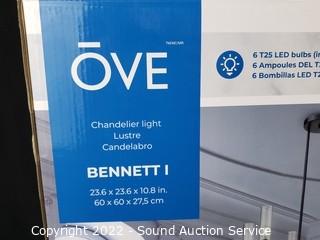 ŌVE
Chandelier light
Lustre
Candelabro
BENNETT I
23.6 x 23.6 x 10.8 in.
60 x 60 x 27,5 cm
6 T25 LED bulbs
6 Ampoules DEL
6 Bombillas LED
Copyright 2022 - Sound Auction Service